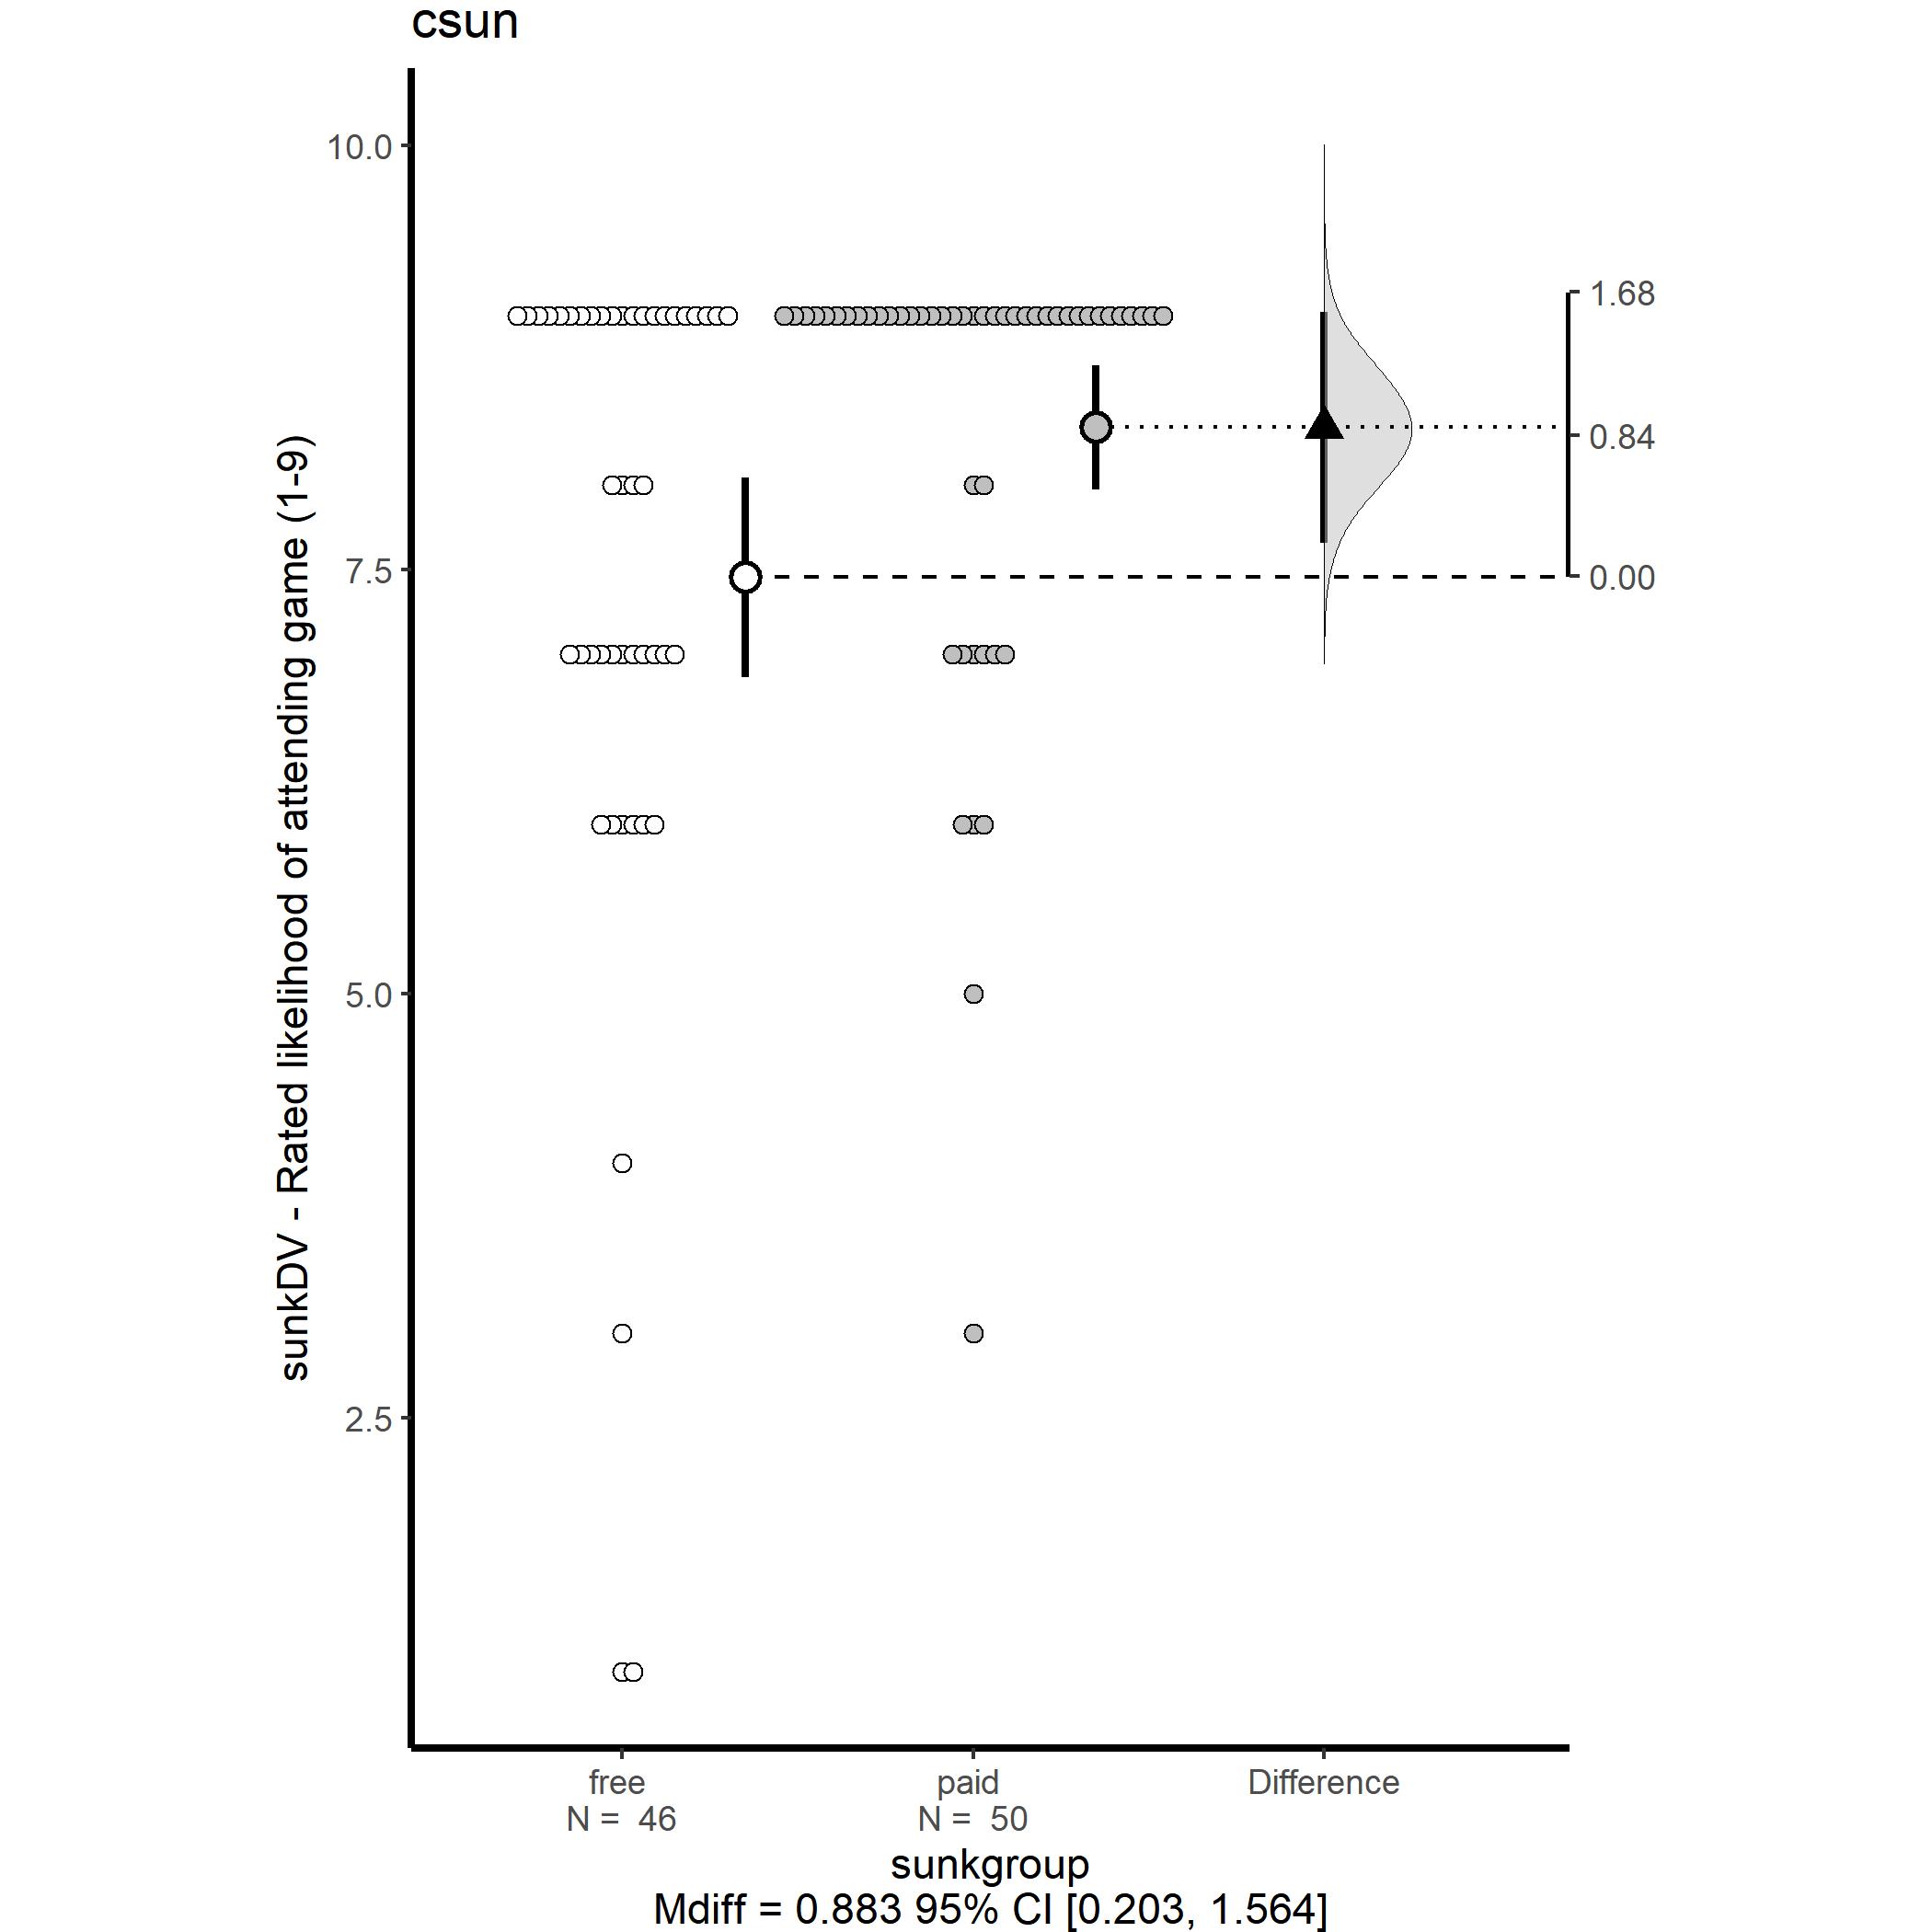 csun
sunkDV - Rated likelihood of attending game (1-9)
10.0
7.5
5.0
2.5
1.68
0.84
0.00
free
N =  46
paid
N =  50
Difference
sunkgroup
Mdiff = 0.883 95% CI [0.203, 1.564]